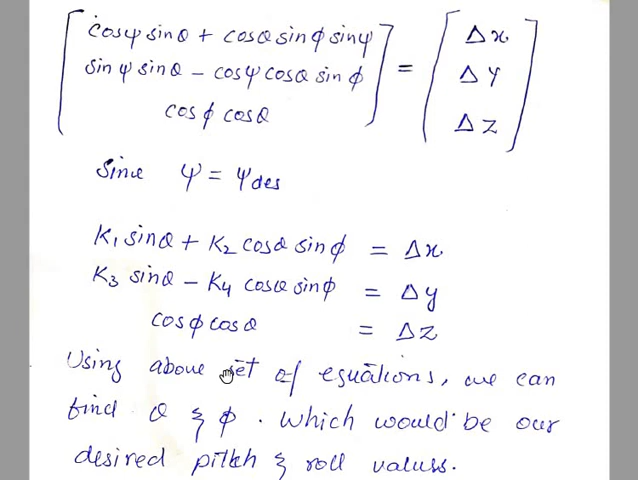 cosψ sinθ + cosθ sinϕ sinψ
sinψ sinθ - cosψ cosθ sinϕ
cosϕ cosθ
=
Δx
Δy
Δz
Since ψ = ψdes
K₁ sinθ + K₂ cosθ sinϕ = Δx
K₃ sinθ - K₄ cosθ sinϕ = Δy
cosϕ cosθ = Δz
Using above set of equations, we can
find θ & ϕ. Which would be our
desired pitch & roll values.